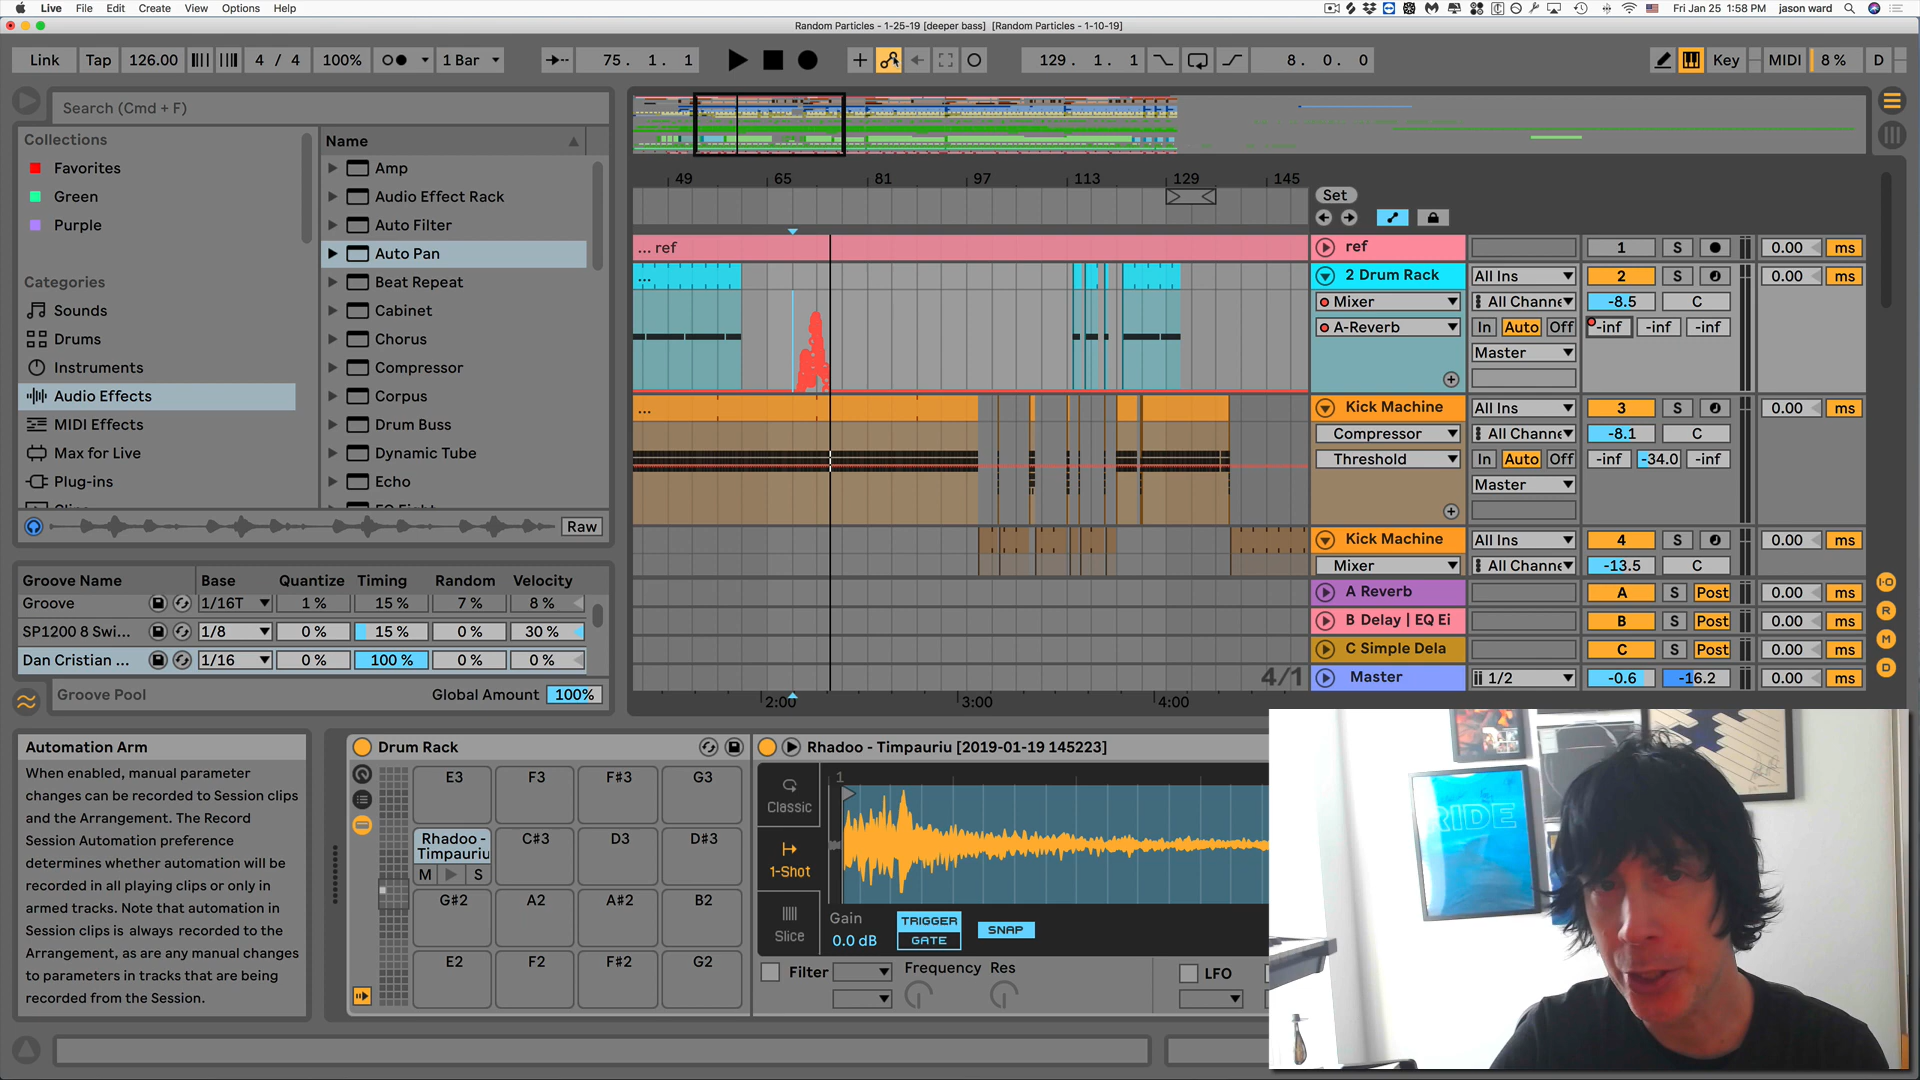 Live File Edit Create View Options Help
Fri Jan 25 1:58 PM jason ward
Random Particles - 1-25-19 [deeper bass] [Random Particles - 1-10-19]
Link Tap 126.00 4 / 4 100% 1 Bar 75. 1. 1 129. 1. 1 8. 0. 0 Key MIDI 8 % D
Search (Cmd + F)
Collections
Favorites
Green
Purple
Categories
Sounds
Drums
Instruments
Audio Effects
MIDI Effects
Max for Live
Plug-ins
Name
Amp
Audio Effect Rack
Auto Filter
Auto Pan
Beat Repeat
Cabinet
Chorus
Compressor
Corpus
Drum Buss
Dynamic Tube
Echo
Raw
Groove Name Base Quantize Timing Random Velocity
Groove 1/16T 1 % 15 % 7 % 8 %
SP1200 8 Swi... 1/8 0 % 15 % 0 % 30 %
Dan Cristian ... 1/16 0 % 100 % 0 % 0 %
Groove Pool Global Amount 100%
49 65 81 97 113 129 145
Set
... ref
...
...
4/1
2:00 3:00 4:00
ref 1 S 0.00 ms
2 Drum Rack All Ins 2 S 0.00 ms
Mixer All Channe -8.5 C
A-Reverb In Auto Off -inf -inf -inf
Master
Kick Machine All Ins 3 S 0.00 ms
Compressor All Channe -8.1 C
Threshold In Auto Off -inf -34.0 -inf
Master
Kick Machine All Ins 4 S 0.00 ms
Mixer All Channe -13.5 C
A Reverb A S Post 0.00 ms
B Delay | EQ Ei B S Post 0.00 ms
C Simple Dela C S Post 0.00 ms
Master 1/2 -0.6 -16.2 0.00 ms
I·O
R
M
D
Automation Arm
When enabled, manual parameter
changes can be recorded to Session clips
and the Arrangement. The Record
Session Automation preference
determines whether automation will be
recorded in all playing clips or only in
armed tracks. Note that automation in
Session clips is always recorded to the
Arrangement, as are any manual changes
to parameters in tracks that are being
recorded from the Session.
Drum Rack
E3 F3 F#3 G3
Rhadoo -
Timpauriu
M S
C#3 D3 D#3
G#2 A2 A#2 B2
E2 F2 F#2 G2
Rhadoo - Timpauriu [2019-01-19 145223]
Classic
1-Shot
Slice
1
Gain
0.0 dB
TRIGGER
GATE
SNAP
Filter Frequency Res
LFO
RIDE